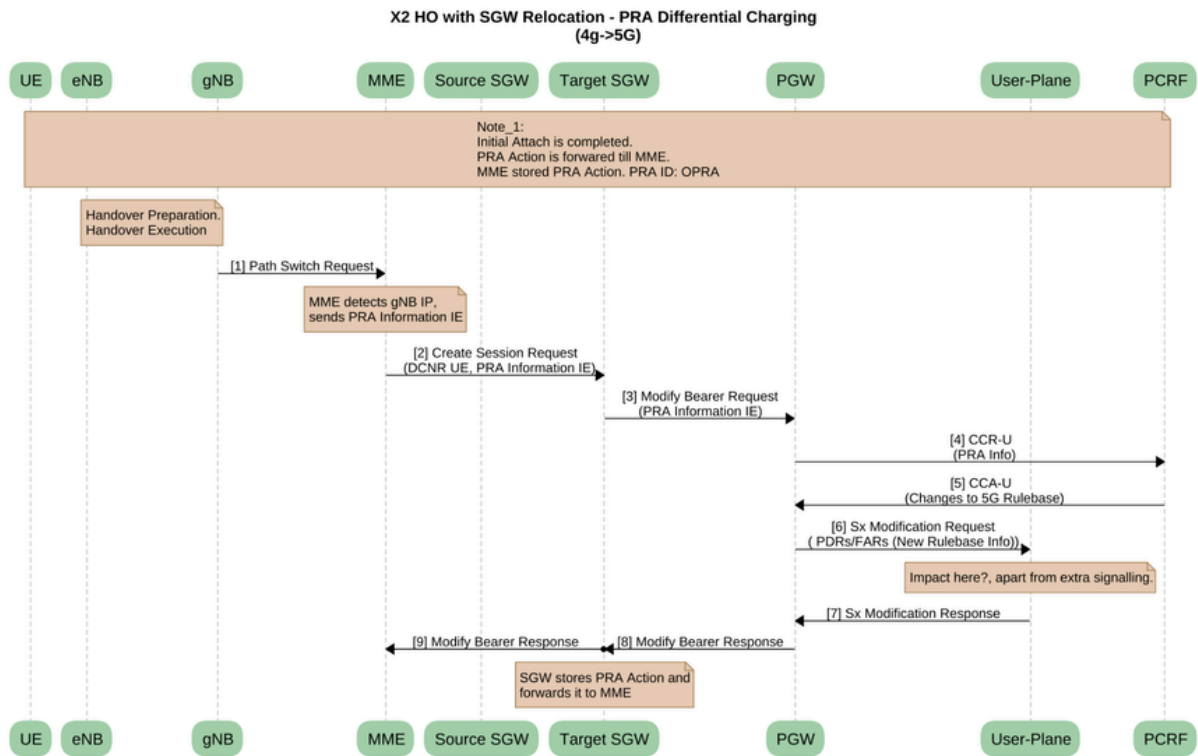 X2 HO with SGW Relocation - PRA Differential Charging
(4g->5G)
UE eNB gNB MME Source SGW Target SGW PGW User-Plane PCRF
Note_1:
Initial Attach is completed.
PRA Action is forwared till MME.
MME stored PRA Action. PRA ID: OPRA
Handover Preparation.
Handover Execution
[1] Path Switch Request
MME detects gNB IP,
sends PRA Information IE
[2] Create Session Request
(DCNR UE, PRA Information IE)
[3] Modify Bearer Request
(PRA Information IE)
[4] CCR-U
(PRA Info)
[5] CCA-U
(Changes to 5G Rulebase)
[6] Sx Modification Request
( PDRs/FARs (New Rulebase Info))
Impact here?, apart from extra signalling.
[7] Sx Modification Response
[9] Modify Bearer Response [8] Modify Bearer Response
SGW stores PRA Action and
forwards it to MME
UE eNB gNB MME Source SGW Target SGW PGW User-Plane PCRF